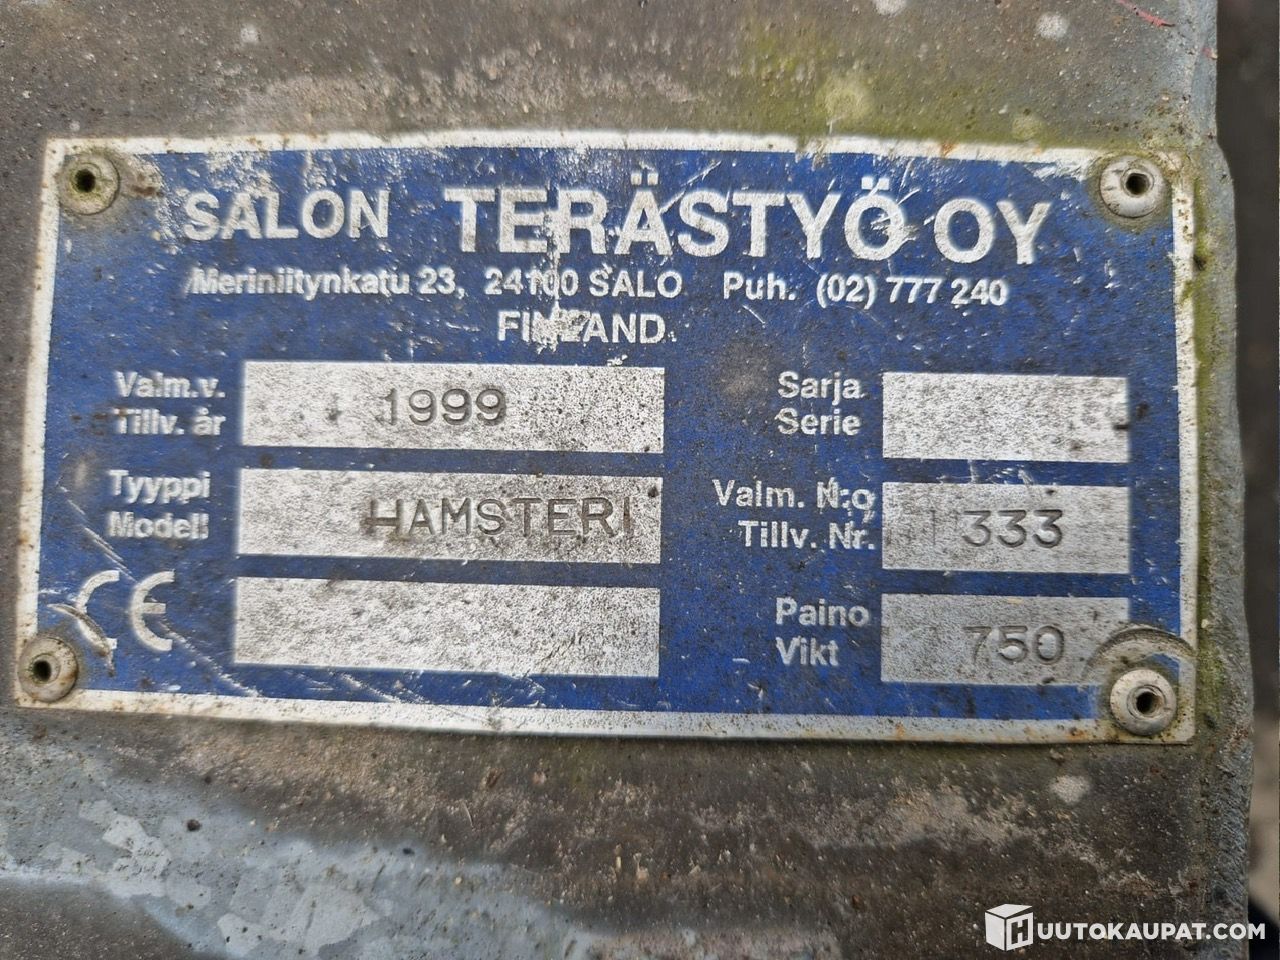 SALON TERÄSTYÖ OY
Meriniitynkatu 23, 24100 SALO Puh. (02) 777 240
FINLAND
Valm.v. 1999 Sarja
Tillv. år Serie
Tyyppi HAMSTERI Valm. N:o 333
Modell Tillv. Nr.
CE Paino 750
Vikt
HUUTOKAUPAT.COM